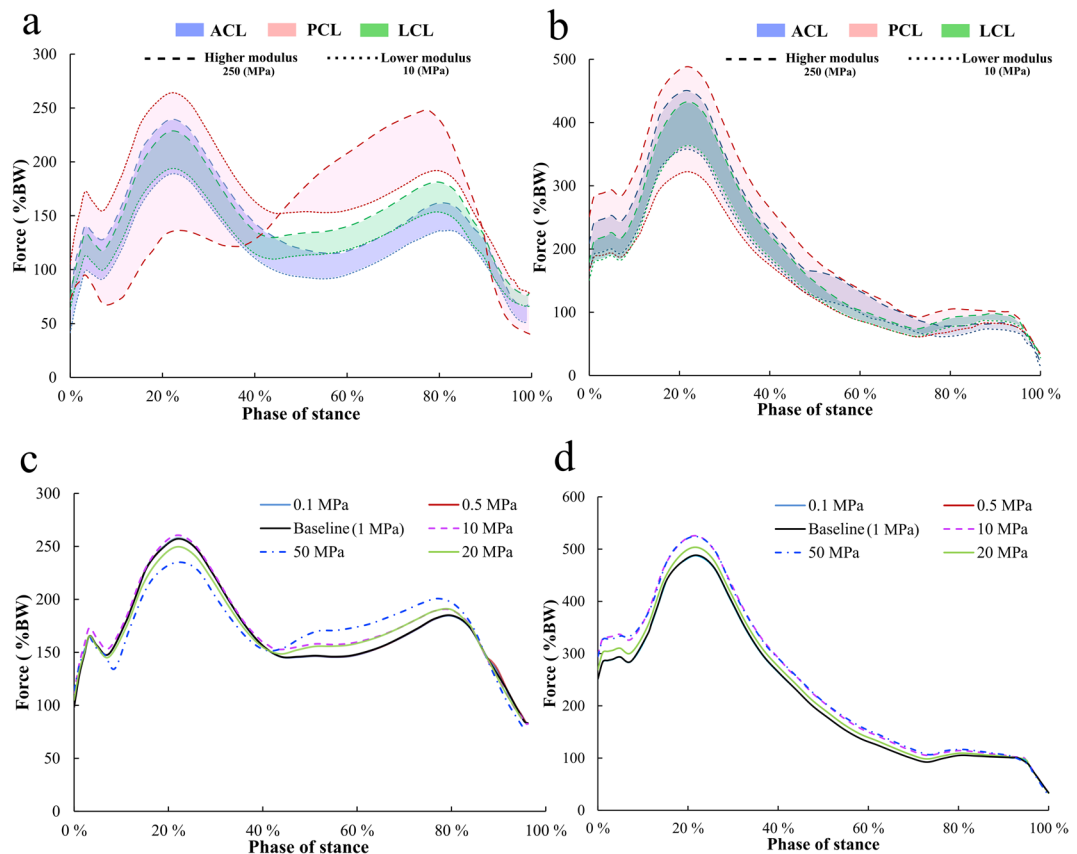 a
ACL PCL LCL
Higher modulus 250 (MPa) Lower modulus 10 (MPa)
300
250
200
150
100
50
0
Force ( %BW)
0 % 20 % 40 % 60 % 80 % 100 %
Phase of stance
b
ACL PCL LCL
Higher modulus 250 (MPa) Lower modulus 10 (MPa)
500
400
300
200
100
0
Force ( %BW)
0 % 20 % 40 % 60 % 80 % 100 %
Phase of stance
c
0.1 MPa 0.5 MPa
Baseline (1 MPa) 10 MPa
50 MPa 20 MPa
300
250
200
150
100
50
0
Force ( %BW)
0 % 20 % 40 % 60 % 80 % 100 %
Phase of stance
d
0.1 MPa 0.5 MPa
Baseline (1 MPa) 10 MPa
50 MPa 20 MPa
600
500
400
300
200
100
0
Force ( %BW)
0 % 20 % 40 % 60 % 80 % 100 %
Phase of stance